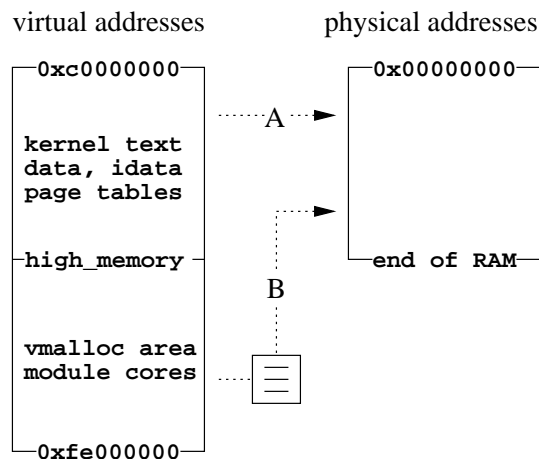 virtual addresses
physical addresses
0xc0000000
0x00000000
A
kernel text
data, idata
page tables
high_memory
end of RAM
B
vmalloc area
module cores
0xfe000000